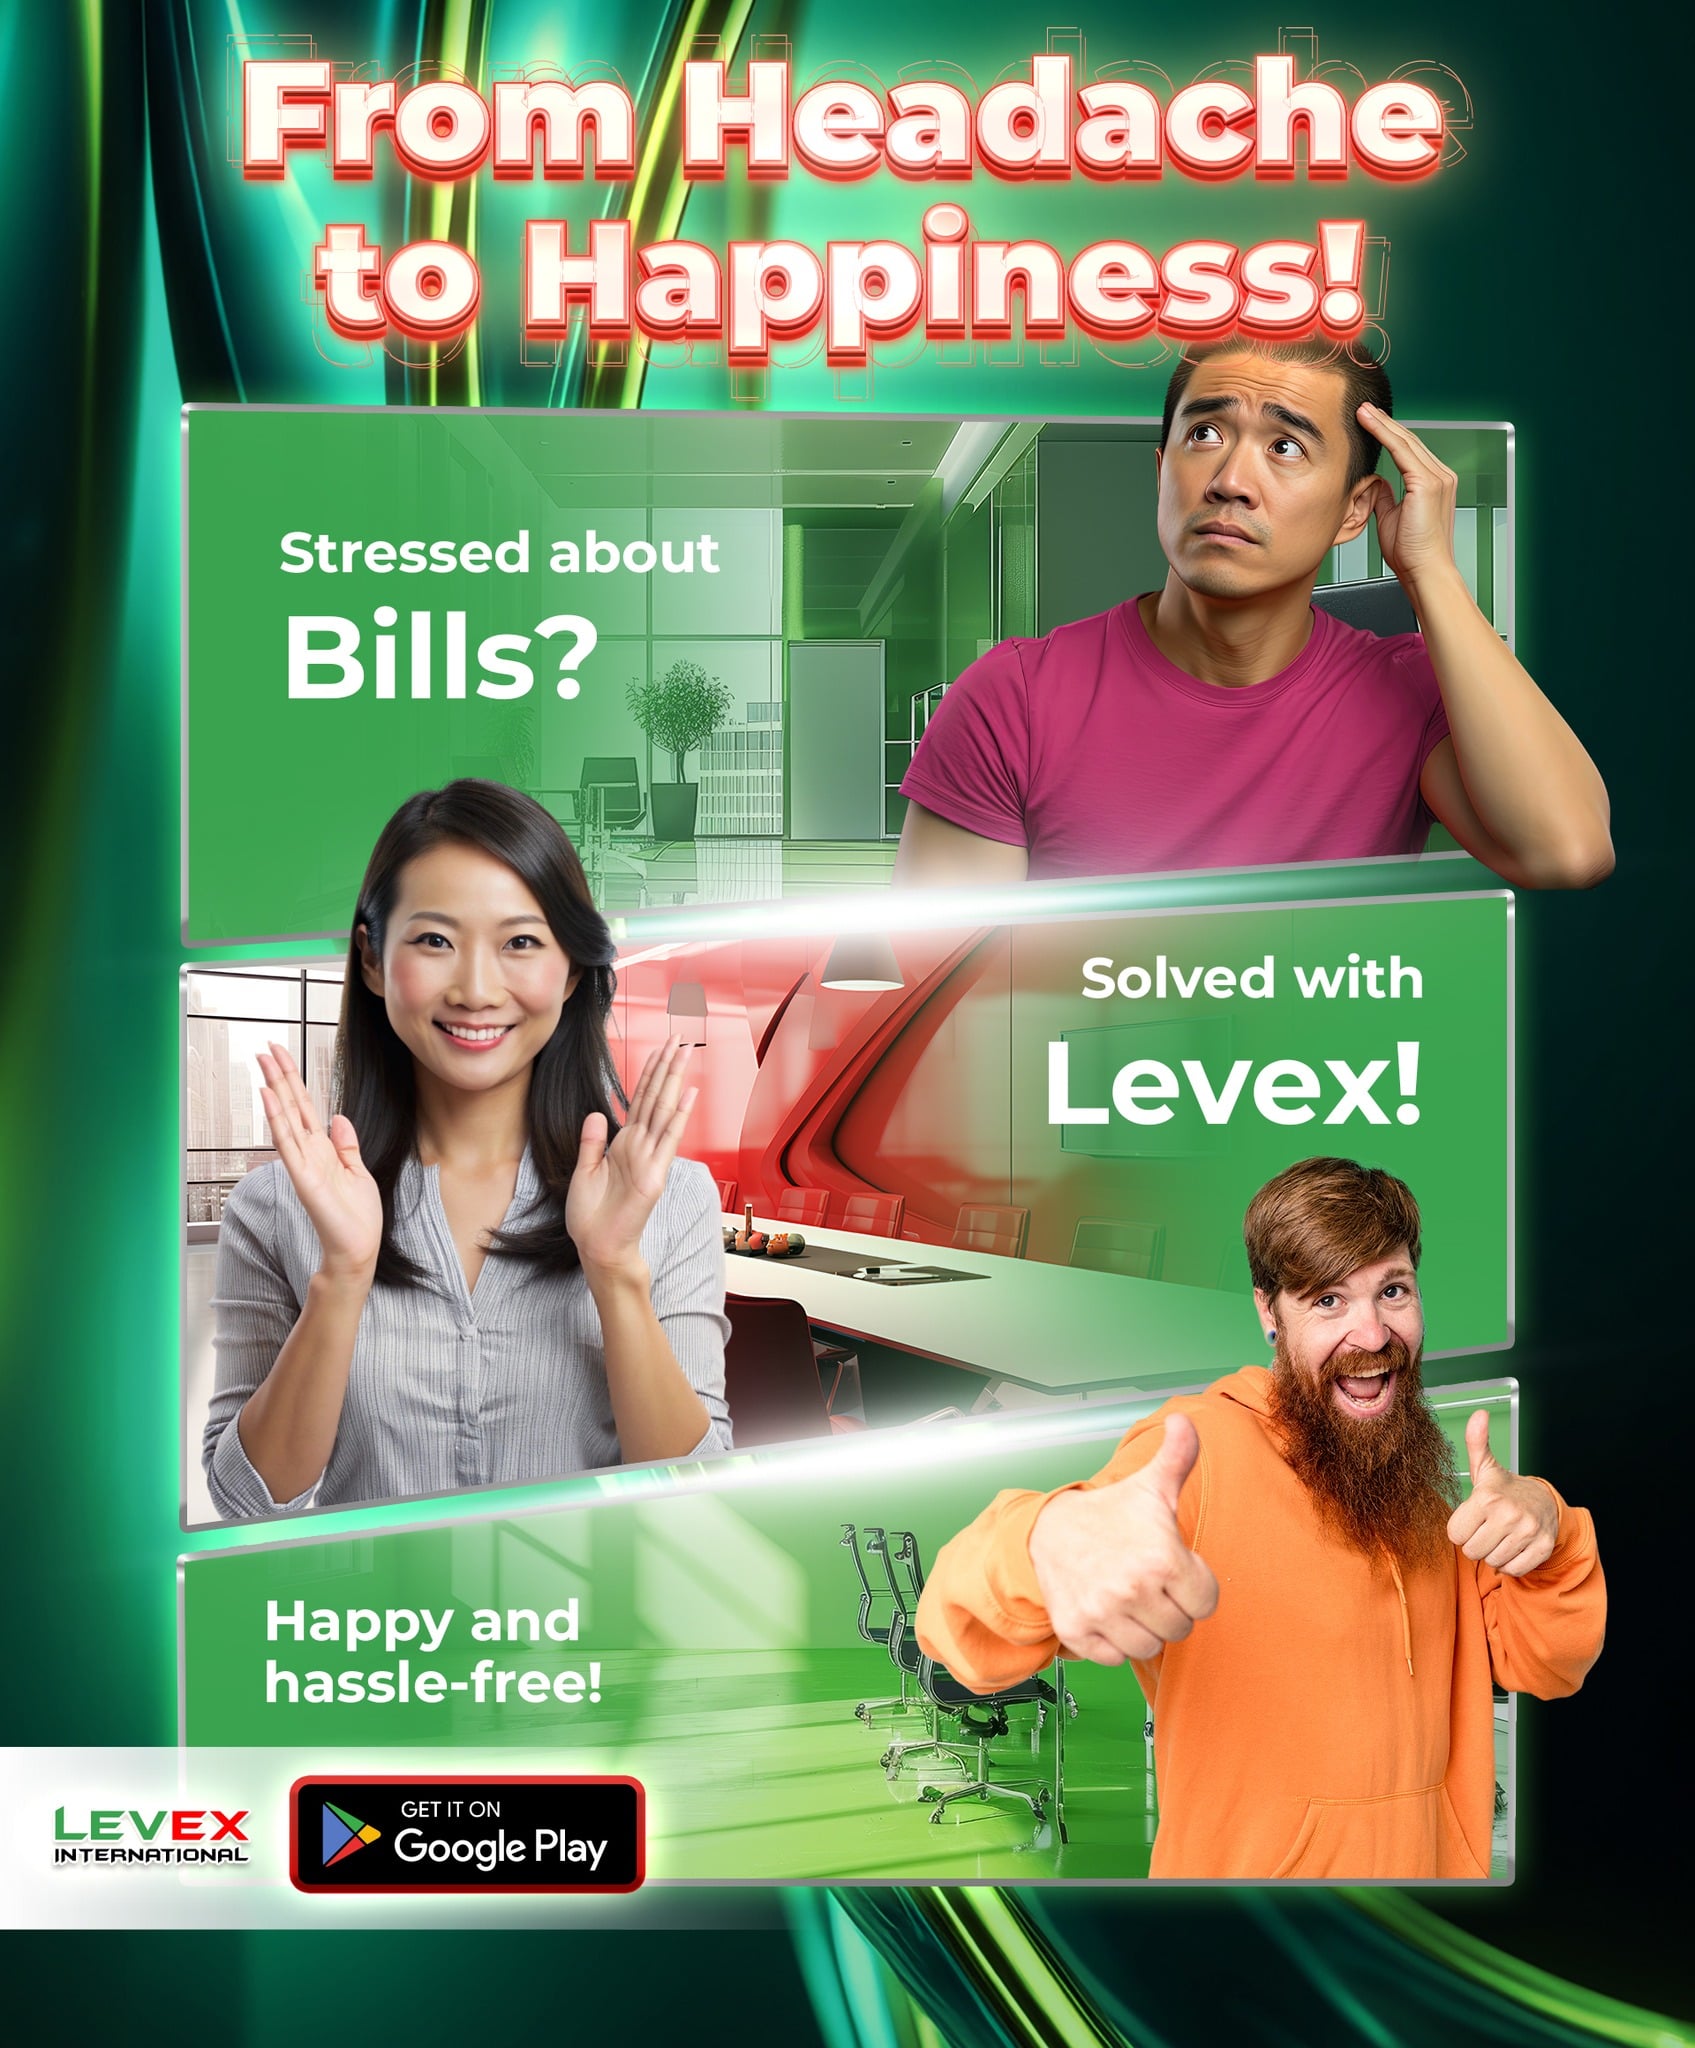 From Headache
to Happiness!
Stressed about
Bills?
Solved with
Levex!
Happy and
hassle-free!
LEVEX
INTERNATIONAL
GET IT ON
Google Play